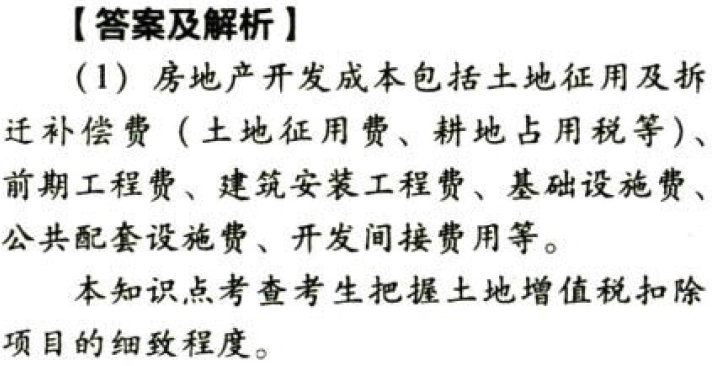 【答案及解析】
(1) 房地产开发成本包括土地征用及拆
迁补偿费（土地征用费、耕地占用税等）、
前期工程费、建筑安装工程费、基础设施费、
公共配套设施费、开发间接费用等。
本知识点考查考生把握土地增值税扣除
项目的细致程度。